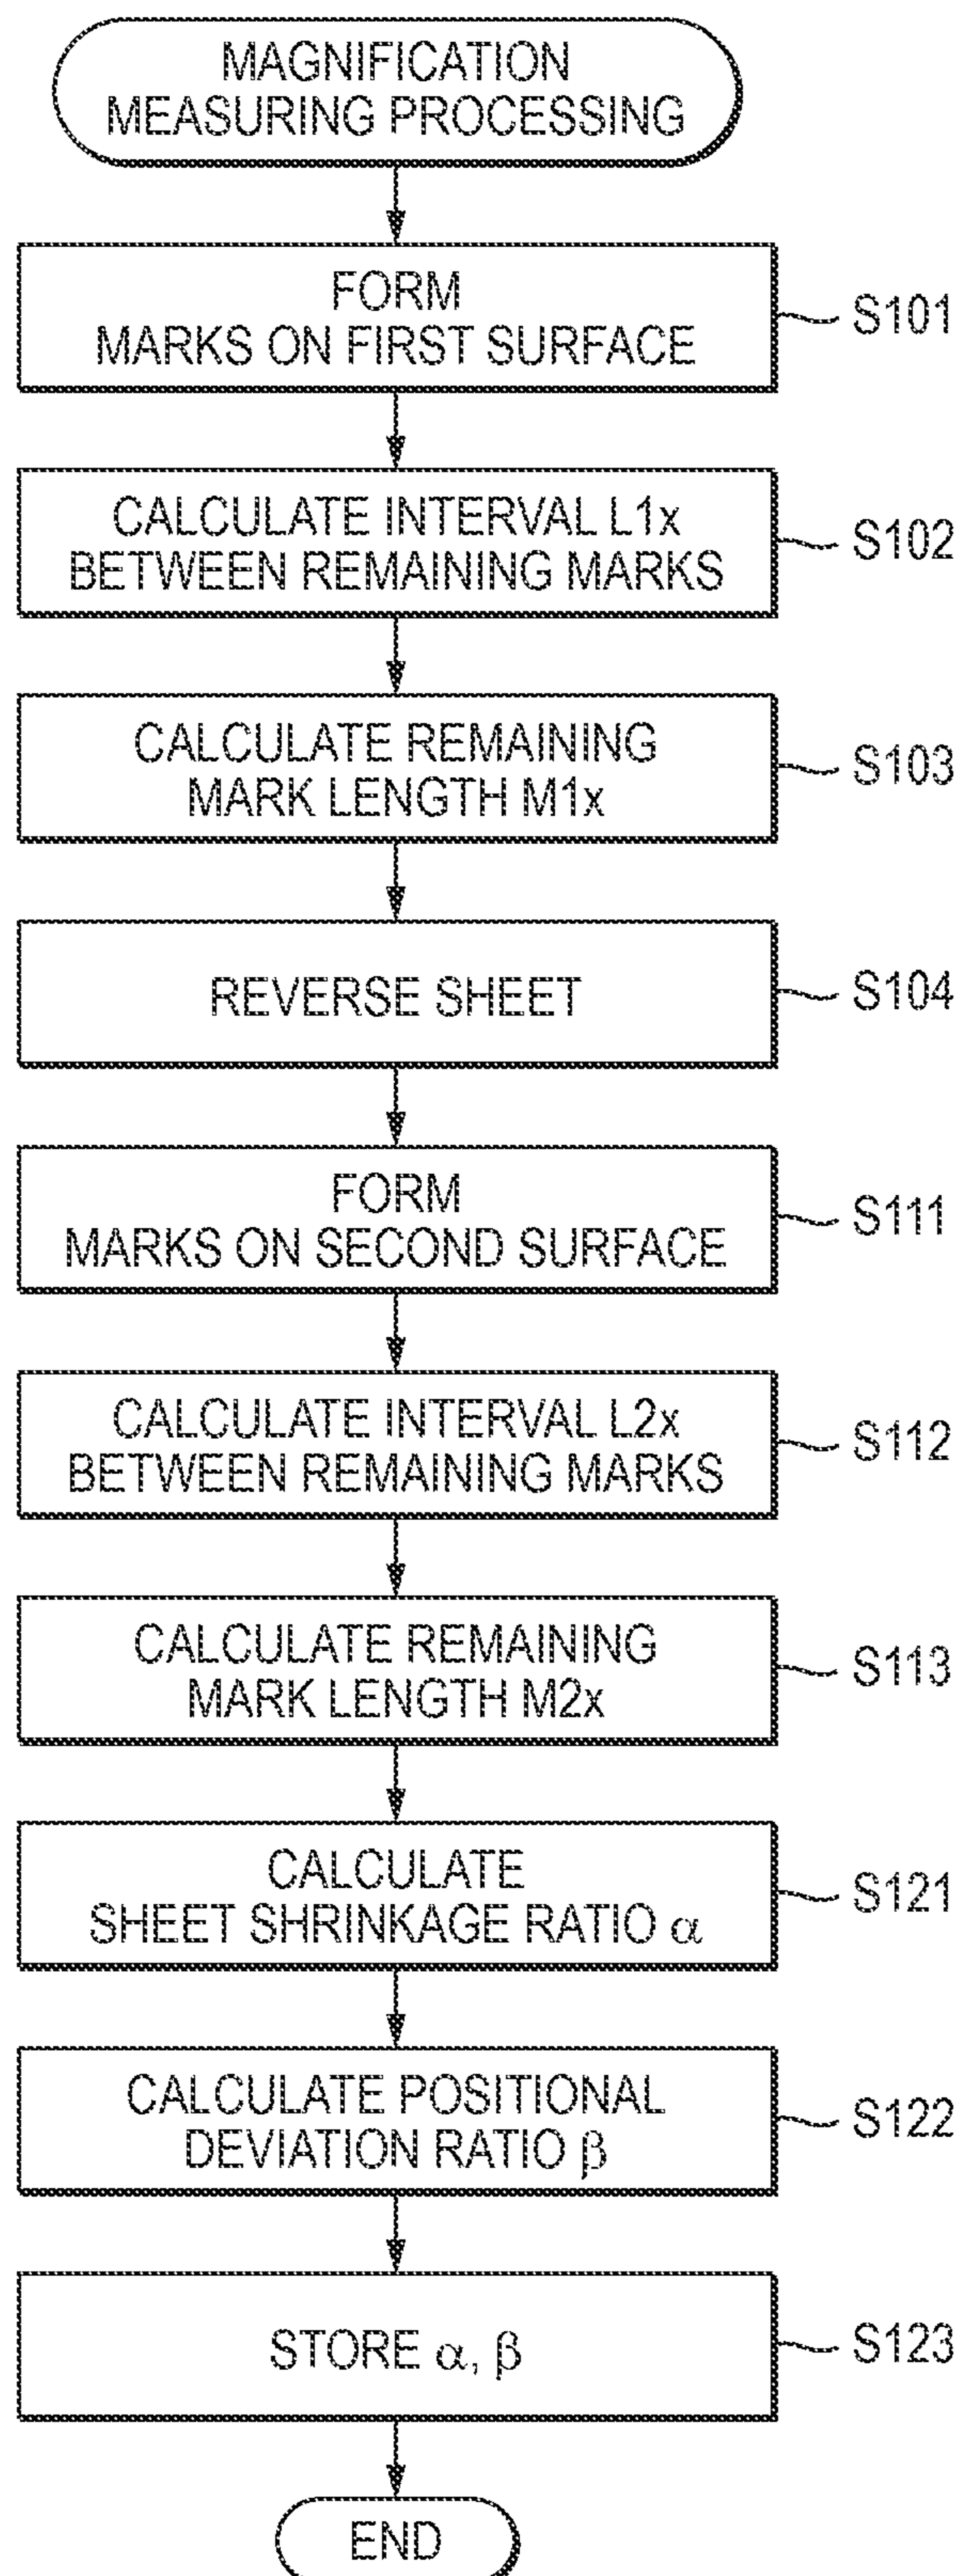 MAGNIFICATION
MEASURING PROCESSING
FORM
MARKS ON FIRST SURFACE
S101
CALCULATE INTERVAL L1x
BETWEEN REMAINING MARKS
S102
CALCULATE REMAINING
MARK LENGTH M1x
S103
REVERSE SHEET
S104
FORM
MARKS ON SECOND SURFACE
S111
CALCULATE INTERVAL L2x
BETWEEN REMAINING MARKS
S112
CALCULATE REMAINING
MARK LENGTH M2x
S113
CALCULATE
SHEET SHRINKAGE RATIO α
S121
CALCULATE POSITIONAL
DEVIATION RATIO β
S122
STORE α, β
S123
END